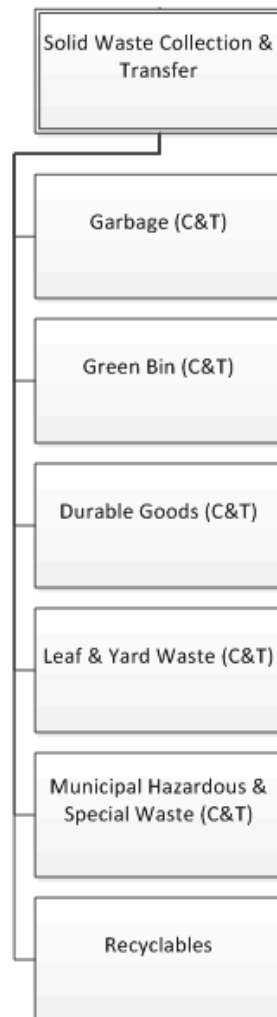 Solid Waste Collection &
Transfer
Garbage (C&T)
Green Bin (C&T)
Durable Goods (C&T)
Leaf & Yard Waste (C&T)
Municipal Hazardous &
Special Waste (C&T)
Recyclables